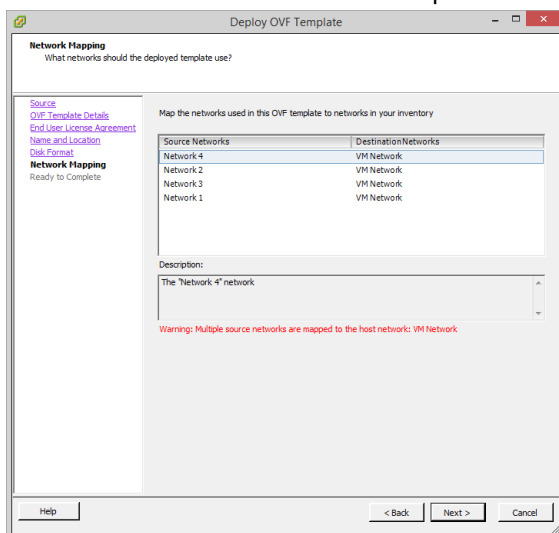 Deploy OVF Template
Network Mapping
What networks should the deployed template use?
Source
OVF Template Details
End User License Agreement
Name and Location
Disk Format
Network Mapping
Ready to Complete
Map the networks used in this OVF template to networks in your inventory
Source Networks DestinationNetworks
Network 4 VM Network
Network 2 VM Network
Network 3 VM Network
Network 1 VM Network
Description:
The "Network 4" network
Warning: Multiple source networks are mapped to the host network: VM Network
Help < Back Next > Cancel